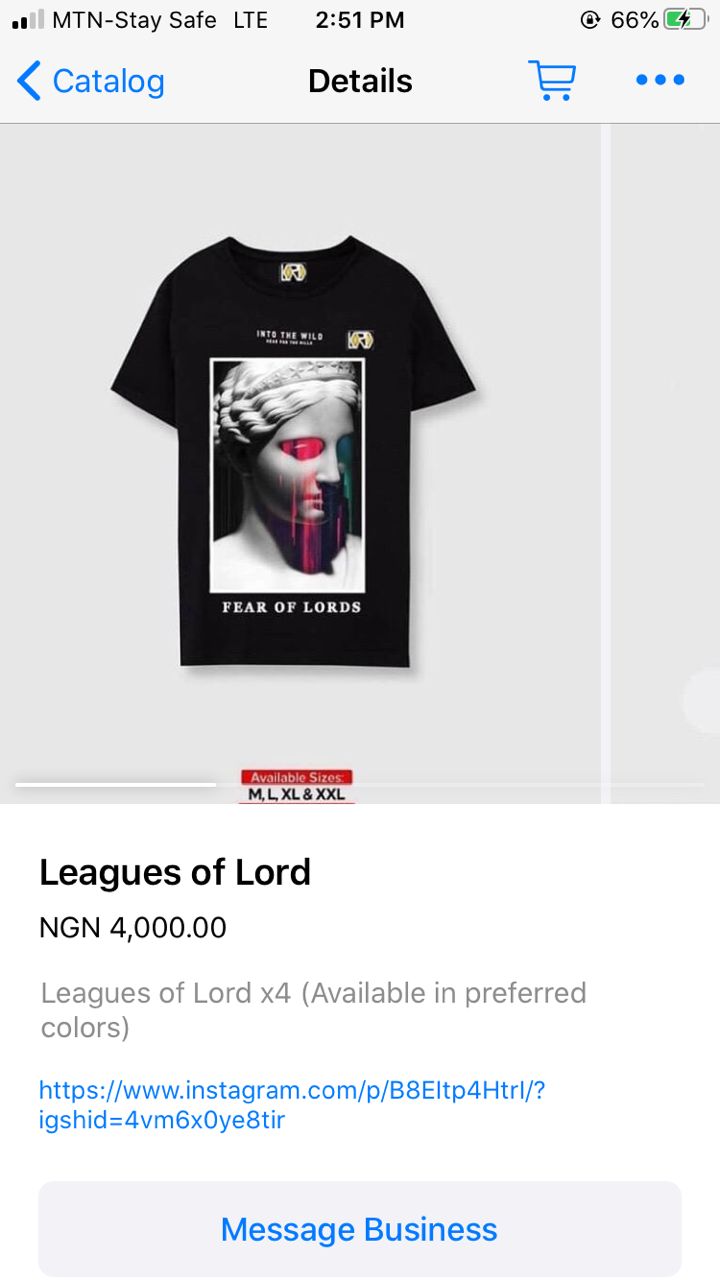 MTN-Stay Safe LTE 2:51 PM 66%
Catalog Details
INTO THE WILD
FEAR OF LORDS
Available Sizes:
M, L, XL & XXL
Leagues of Lord
NGN 4,000.00
Leagues of Lord x4 (Available in preferred
colors)
https://www.instagram.com/p/B8EItp4HtrI/?
igshid=4vm6x0ye8tir
Message Business